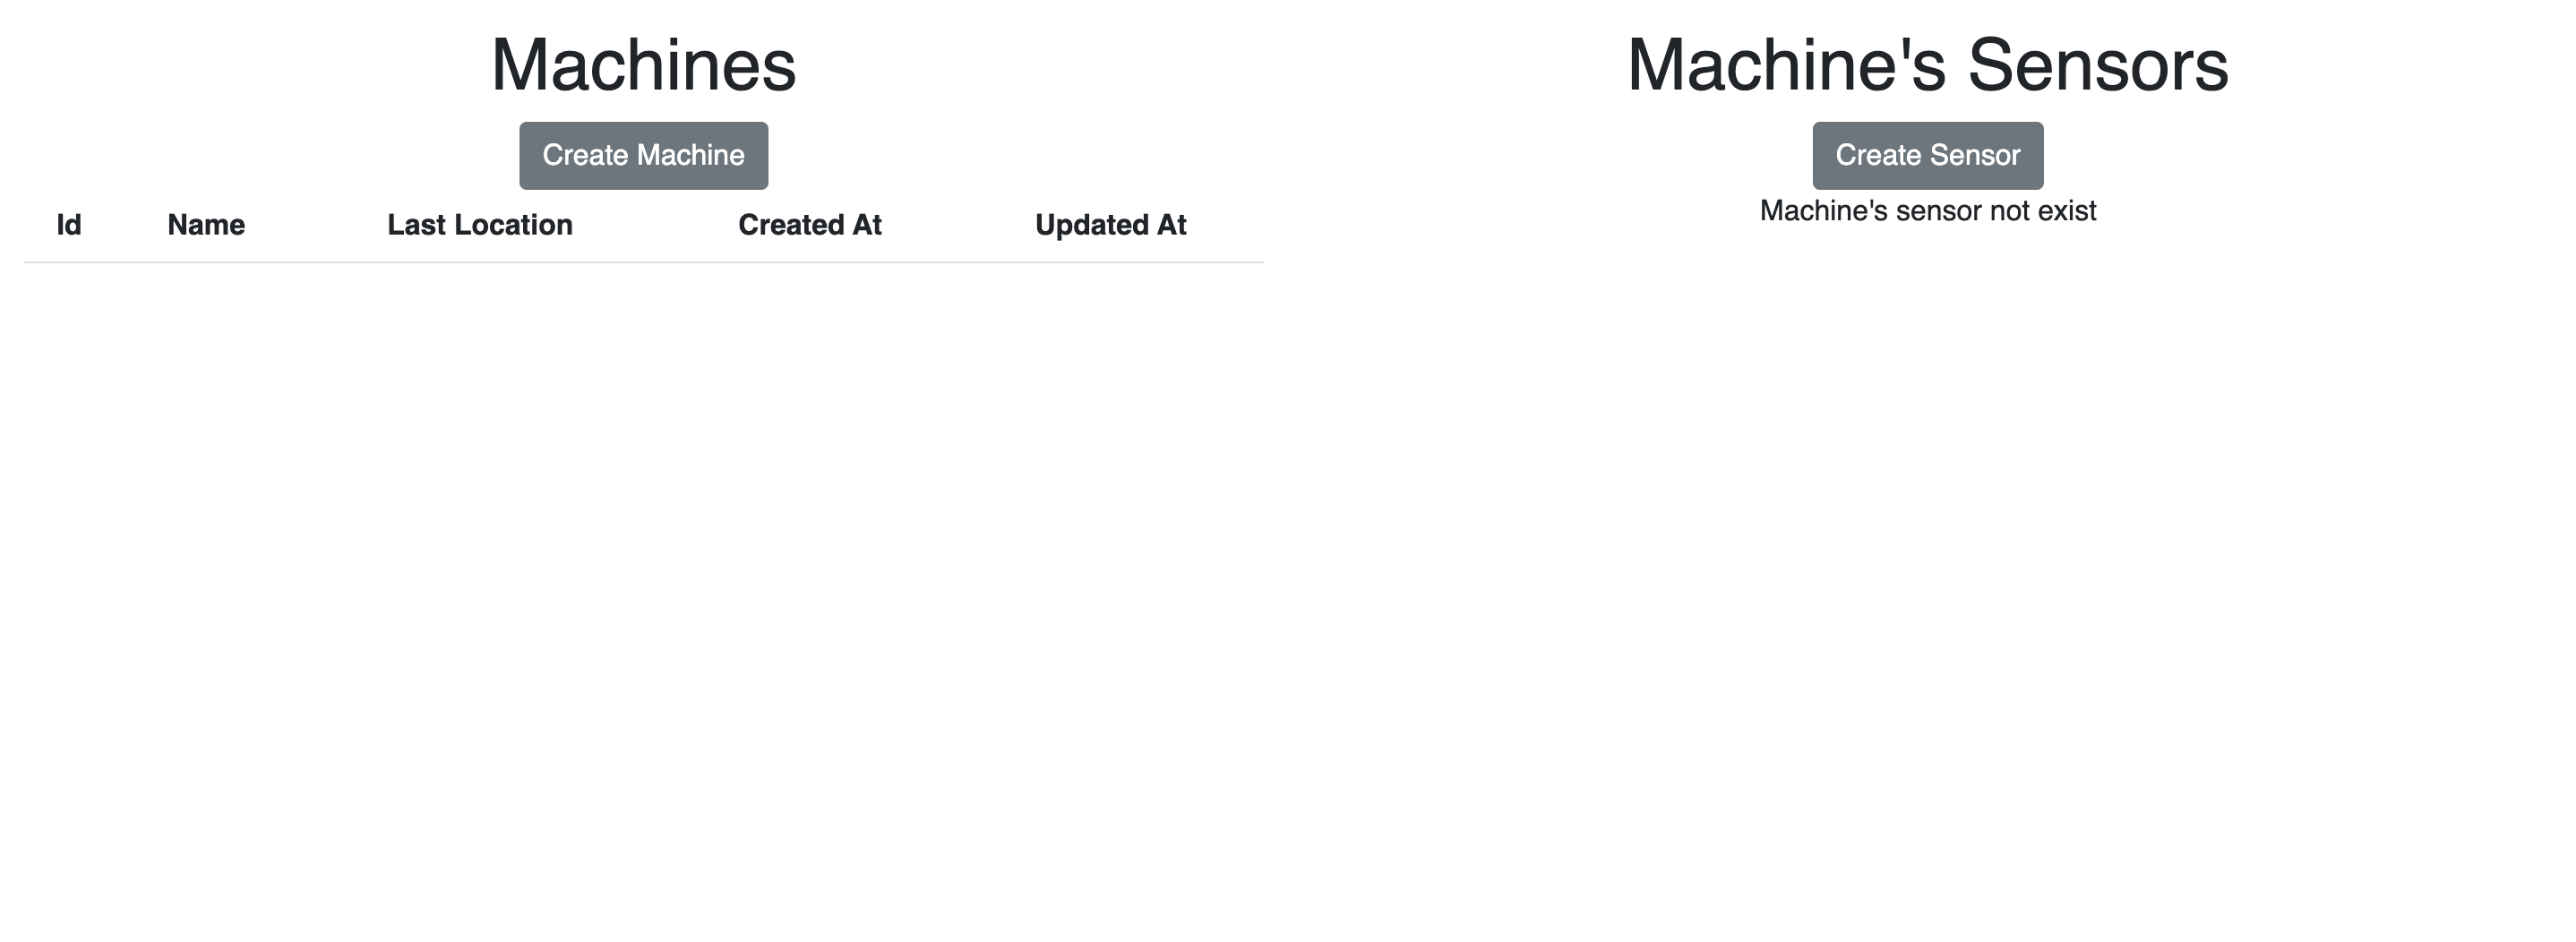 Machines
Create Machine
Id Name Last Location Created At Updated At
Machine's Sensors
Create Sensor
Machine's sensor not exist